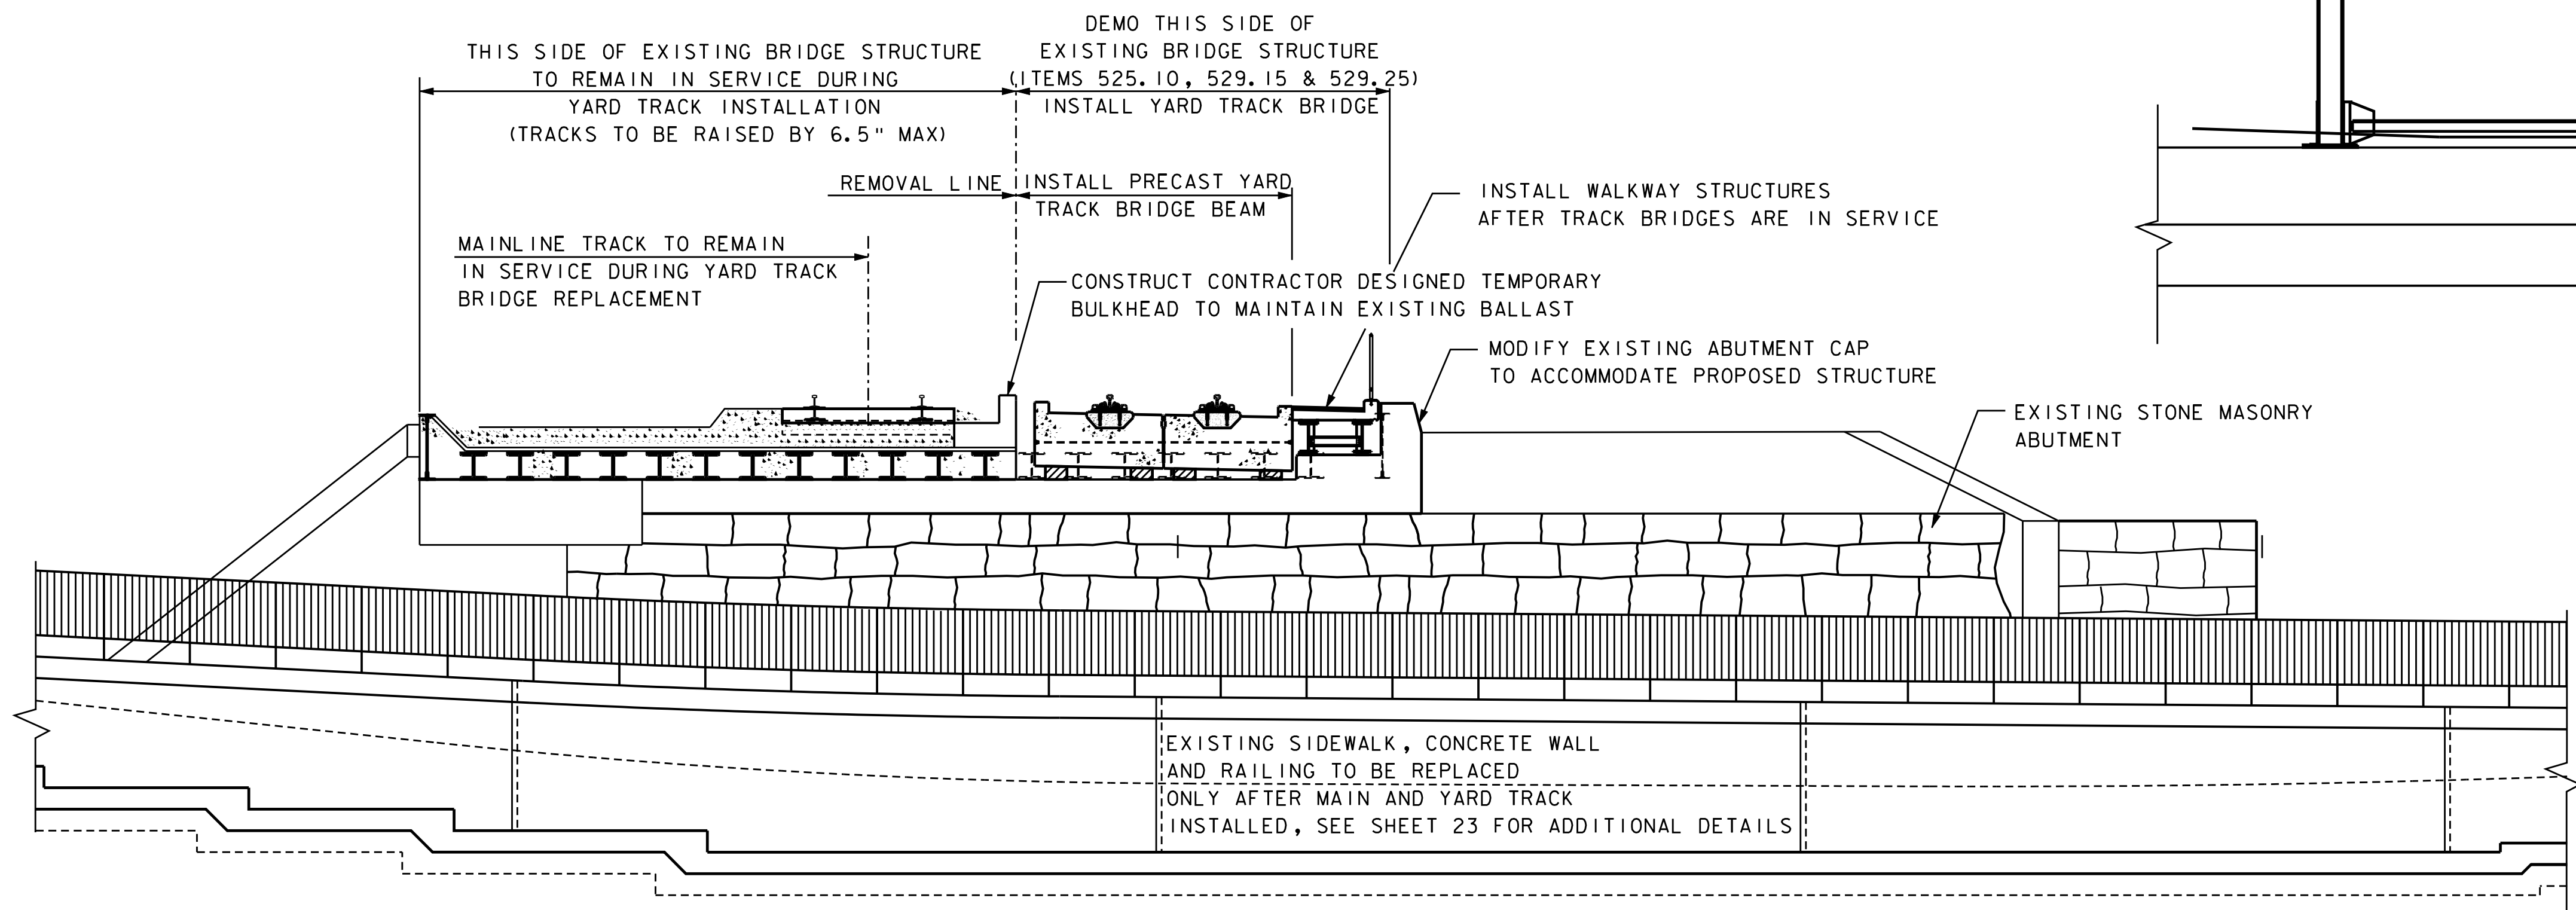 THIS SIDE OF EXISTING BRIDGE STRUCTURE
TO REMAIN IN SERVICE DURING
YARD TRACK INSTALLATION
(TRACKS TO BE RAISED BY 6.5" MAX)
DEMO THIS SIDE OF
EXISTING BRIDGE STRUCTURE
(ITEMS 525.10, 529.15 & 529.25)
INSTALL YARD TRACK BRIDGE
REMOVAL LINE
INSTALL PRECAST YARD
TRACK BRIDGE BEAM
INSTALL WALKWAY STRUCTURES
AFTER TRACK BRIDGES ARE IN SERVICE
MAINLINE TRACK TO REMAIN
IN SERVICE DURING YARD TRACK
BRIDGE REPLACEMENT
CONSTRUCT CONTRACTOR DESIGNED TEMPORARY
BULKHEAD TO MAINTAIN EXISTING BALLAST
MODIFY EXISTING ABUTMENT CAP
TO ACCOMMODATE PROPOSED STRUCTURE
EXISTING STONE MASONRY
ABUTMENT
EXISTING SIDEWALK, CONCRETE WALL
AND RAILING TO BE REPLACED
ONLY AFTER MAIN AND YARD TRACK
INSTALLED, SEE SHEET 23 FOR ADDITIONAL DETAILS